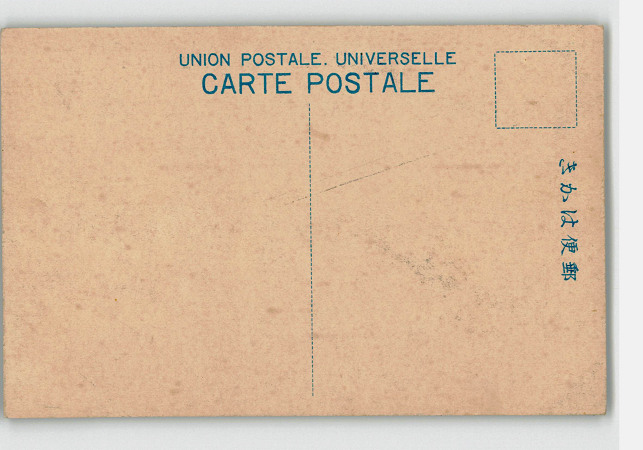 UNION POSTALE. UNIVERSELLE
CARTE POSTALE
きかは便郵